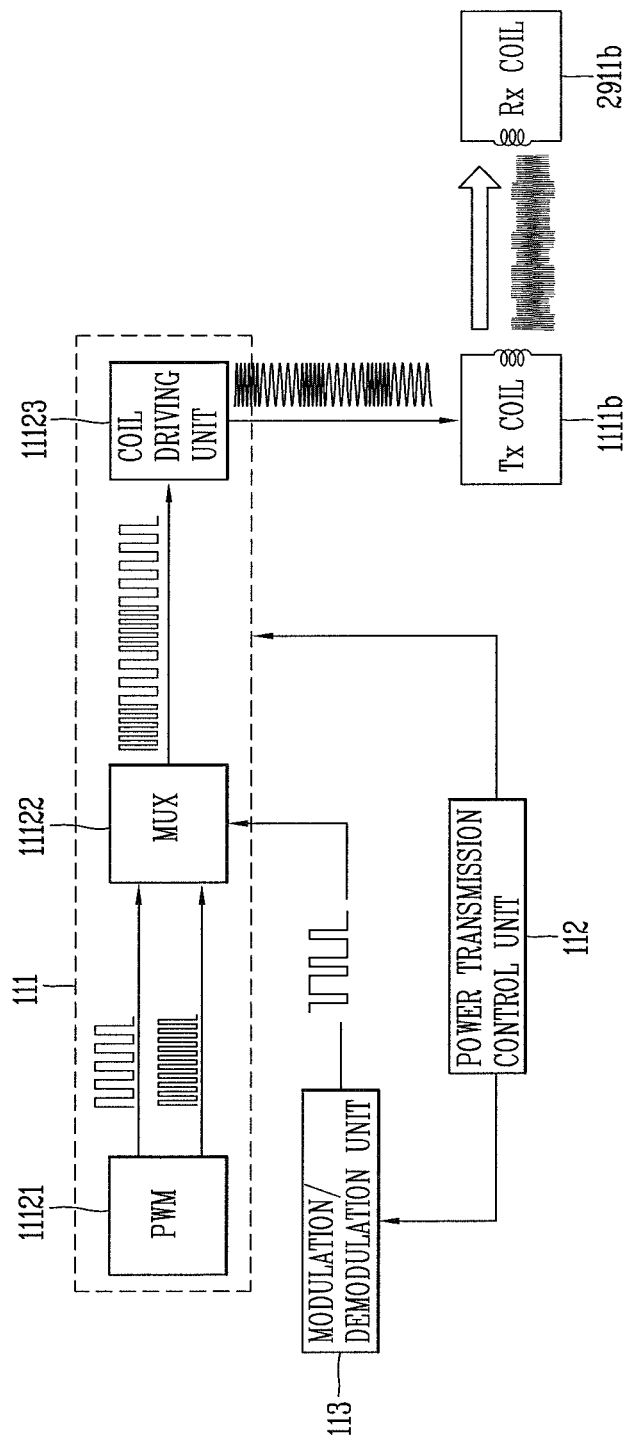 111
11121
PWM
11122
MUX
11123
COIL
DRIVING
UNIT
113
MODULATION/
DEMODULATION UNIT
POWER TRANSMISSION
CONTROL UNIT
112
Tx COIL
1111b
Rx COIL
2911b